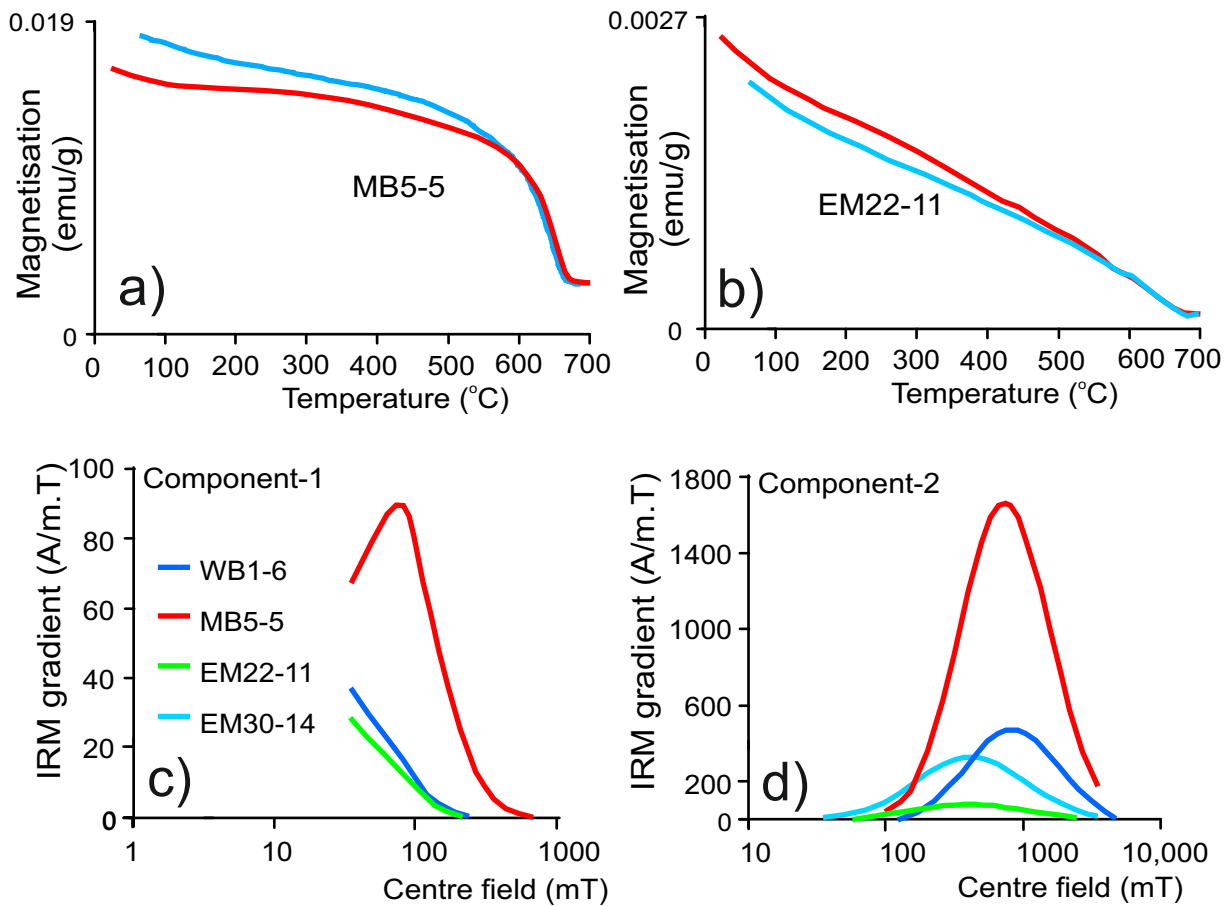 0.019
Magnetisation
(emu/g)
MB5-5
a)
0
0 100 200 300 400 500 600 700
Temperature (°C)
0.0027
Magnetisation
(emu/g)
EM22-11
b)
0
0 100 200 300 400 500 600 700
Temperature (°C)
100
80
60
40
20
0
IRM gradient (A/m.T)
Component-1
WB1-6
MB5-5
EM22-11
EM30-14
c)
1 10 100 1000
Centre field (mT)
1800
1400
1000
600
200
0
IRM gradient (A/m.T)
Component-2
d)
10 100 1000 10,000
Centre field (mT)